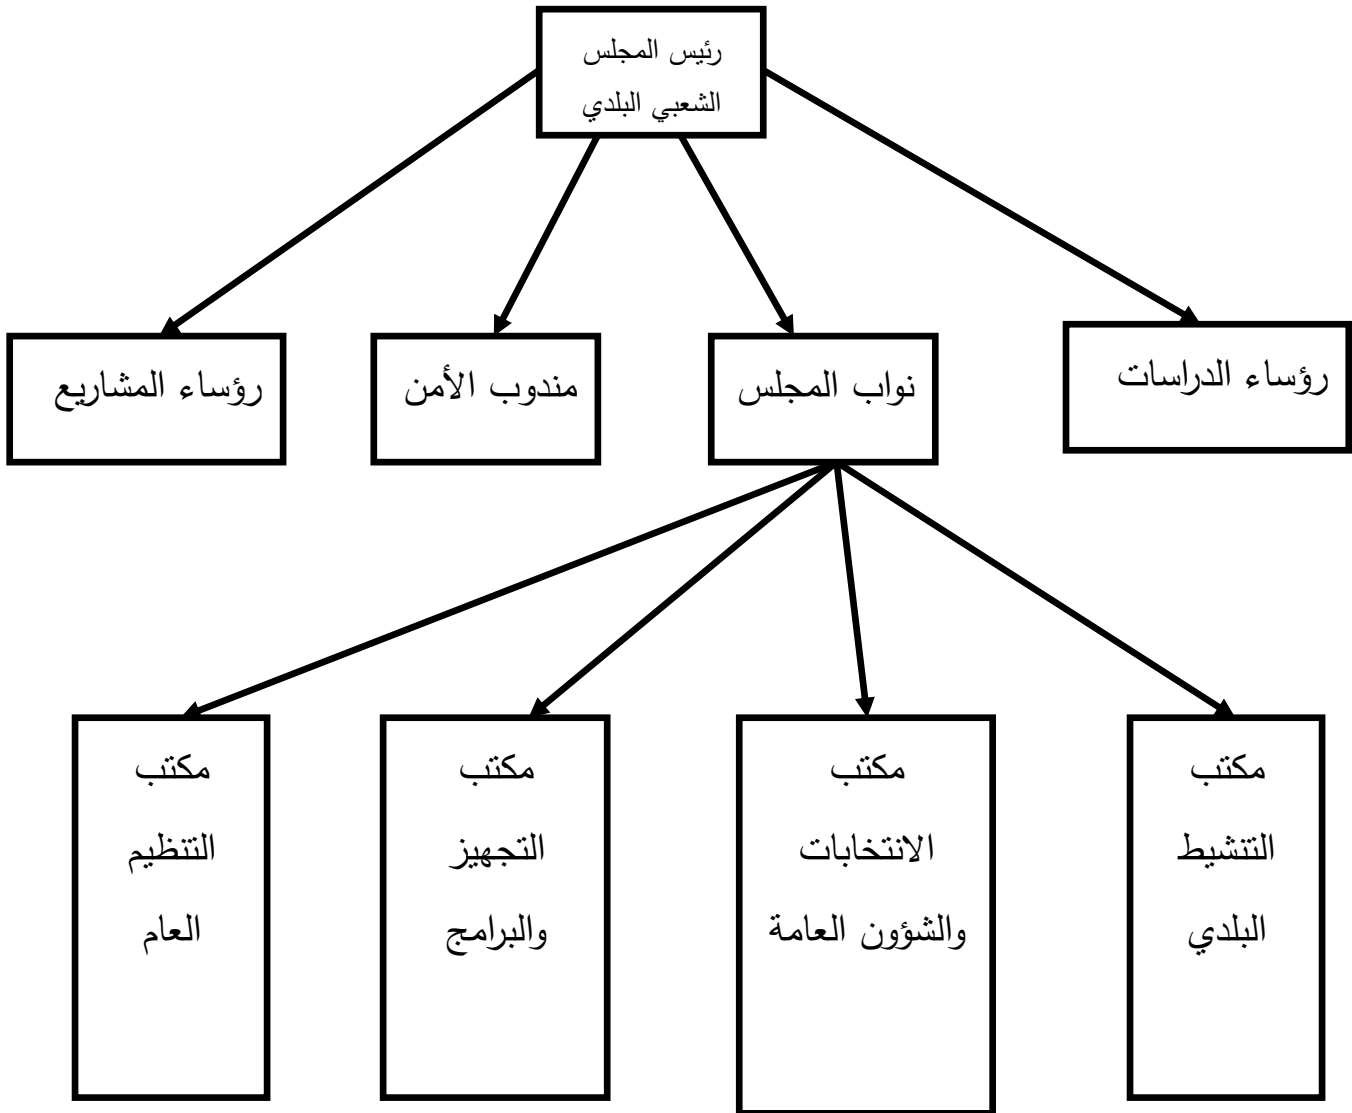 رئيس المجلس
الشعبي البلدي
رؤساء الدراسات
نواب المجلس
مندوب الأمن
رؤساء المشاريع
مكتب
التنشيط
البلدي
مكتب
الانتخابات
والشؤون العامة
مكتب
التجهيز
والبرامج
مكتب
التنظيم
العام